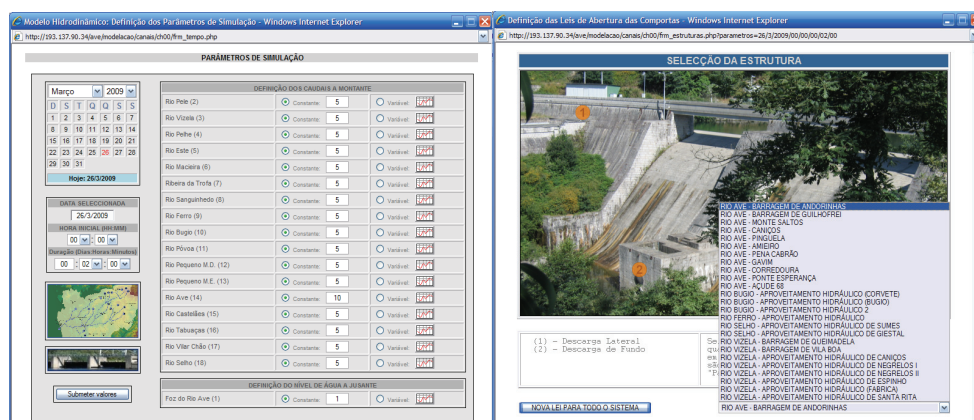 Modelo Hidrodinâmico: Definição dos Parâmetros de Simulação - Windows Internet Explorer
http://193.137.90.34/ave/modelacao/canais/ch00/frm_tempo.php
PARÂMETROS DE SIMULAÇÃO
Março 2009
D S T Q Q S S
1 2 3 4 5 6 7
8 9 10 11 12 13 14
15 16 17 18 19 20 21
22 23 24 25 26 27 28
29 30 31
Hoje: 26/3/2009
DATA SELECCIONADA
26/3/2009
HORA INICIAL (HH:MM)
00 : 00
Duração (Dias:Horas:Minutos)
00 : 02 : 00
Submeter valores
DEFINIÇÃO DOS CAUDAIS A MONTANTE
Rio Pele (2) Constante: 5 Variável:
Rio Vizela (3) Constante: 5 Variável:
Rio Pelhe (4) Constante: 5 Variável:
Rio Este (5) Constante: 5 Variável:
Rio Macieira (6) Constante: 5 Variável:
Ribeira da Trofa (7) Constante: 5 Variável:
Rio Sanguinhedo (8) Constante: 5 Variável:
Rio Ferro (9) Constante: 5 Variável:
Rio Bugio (10) Constante: 5 Variável:
Rio Póvoa (11) Constante: 5 Variável:
Rio Pequeno M.D. (12) Constante: 5 Variável:
Rio Pequeno M.E. (13) Constante: 5 Variável:
Rio Ave (14) Constante: 10 Variável:
Rio Castelães (15) Constante: 5 Variável:
Rio Tabuaças (16) Constante: 5 Variável:
Rio Vilar Chão (17) Constante: 5 Variável:
Rio Selho (18) Constante: 5 Variável:
DEFINIÇÃO DO NÍVEL DE ÁGUA A JUSANTE
Foz do Rio Ave (1) Constante: 1 Variável:
Definição das Leis de Abertura das Comportas - Windows Internet Explorer
http://193.137.90.34/ave/modelacao/canais/ch00/frm_estruturas.php?parametros=26/3/2009/00/00/00/02/00
SELECÇÃO DA ESTRUTURA
1
2
RIO AVE - BARRAGEM DE ANDORINHAS
RIO AVE - BARRAGEM DE GUILHOFREI
RIO AVE - MONTE SALTOS
RIO AVE - CANIÇOS
RIO AVE - PINGUELA
RIO AVE - AMIEIRO
RIO AVE - PENA CABRÃO
RIO AVE - GAVIM
RIO AVE - CORREDOURA
RIO AVE - PONTE ESPERANÇA
RIO AVE - AÇUDE 68
RIO BUGIO - APROVEITAMENTO HIDRÁULICO (CORVETE)
RIO BUGIO - APROVEITAMENTO HIDRÁULICO (BUGIO)
RIO BUGIO - APROVEITAMENTO HIDRÁULICO 2
RIO FERRO - APROVEITAMENTO HIDRÁULICO
RIO SELHO - APROVEITAMENTO HIDRÁULICO DE SUMES
RIO SELHO - APROVEITAMENTO HIDRÁULICO DE GIESTAL
RIO VIZELA - BARRAGEM DE QUEIMADELA
RIO VIZELA - BARRAGEM DE VILA BOA
RIO VIZELA - APROVEITAMENTO HIDRÁULICO DE CANIÇOS
RIO VIZELA - APROVEITAMENTO HIDRÁULICO DE NEGRELOS I
RIO VIZELA - APROVEITAMENTO HIDRÁULICO DE NEGRELOS II
RIO VIZELA - APROVEITAMENTO HIDRÁULICO DE ESPINHO
RIO VIZELA - APROVEITAMENTO HIDRÁULICO (FABRICA)
RIO VIZELA - APROVEITAMENTO HIDRÁULICO DE SANTA RITA
(1) - Descarga Lateral
(2) - Descarga de Fundo
NOVA LEI PARA TODO O SISTEMA
RIO AVE - BARRAGEM DE ANDORINHAS